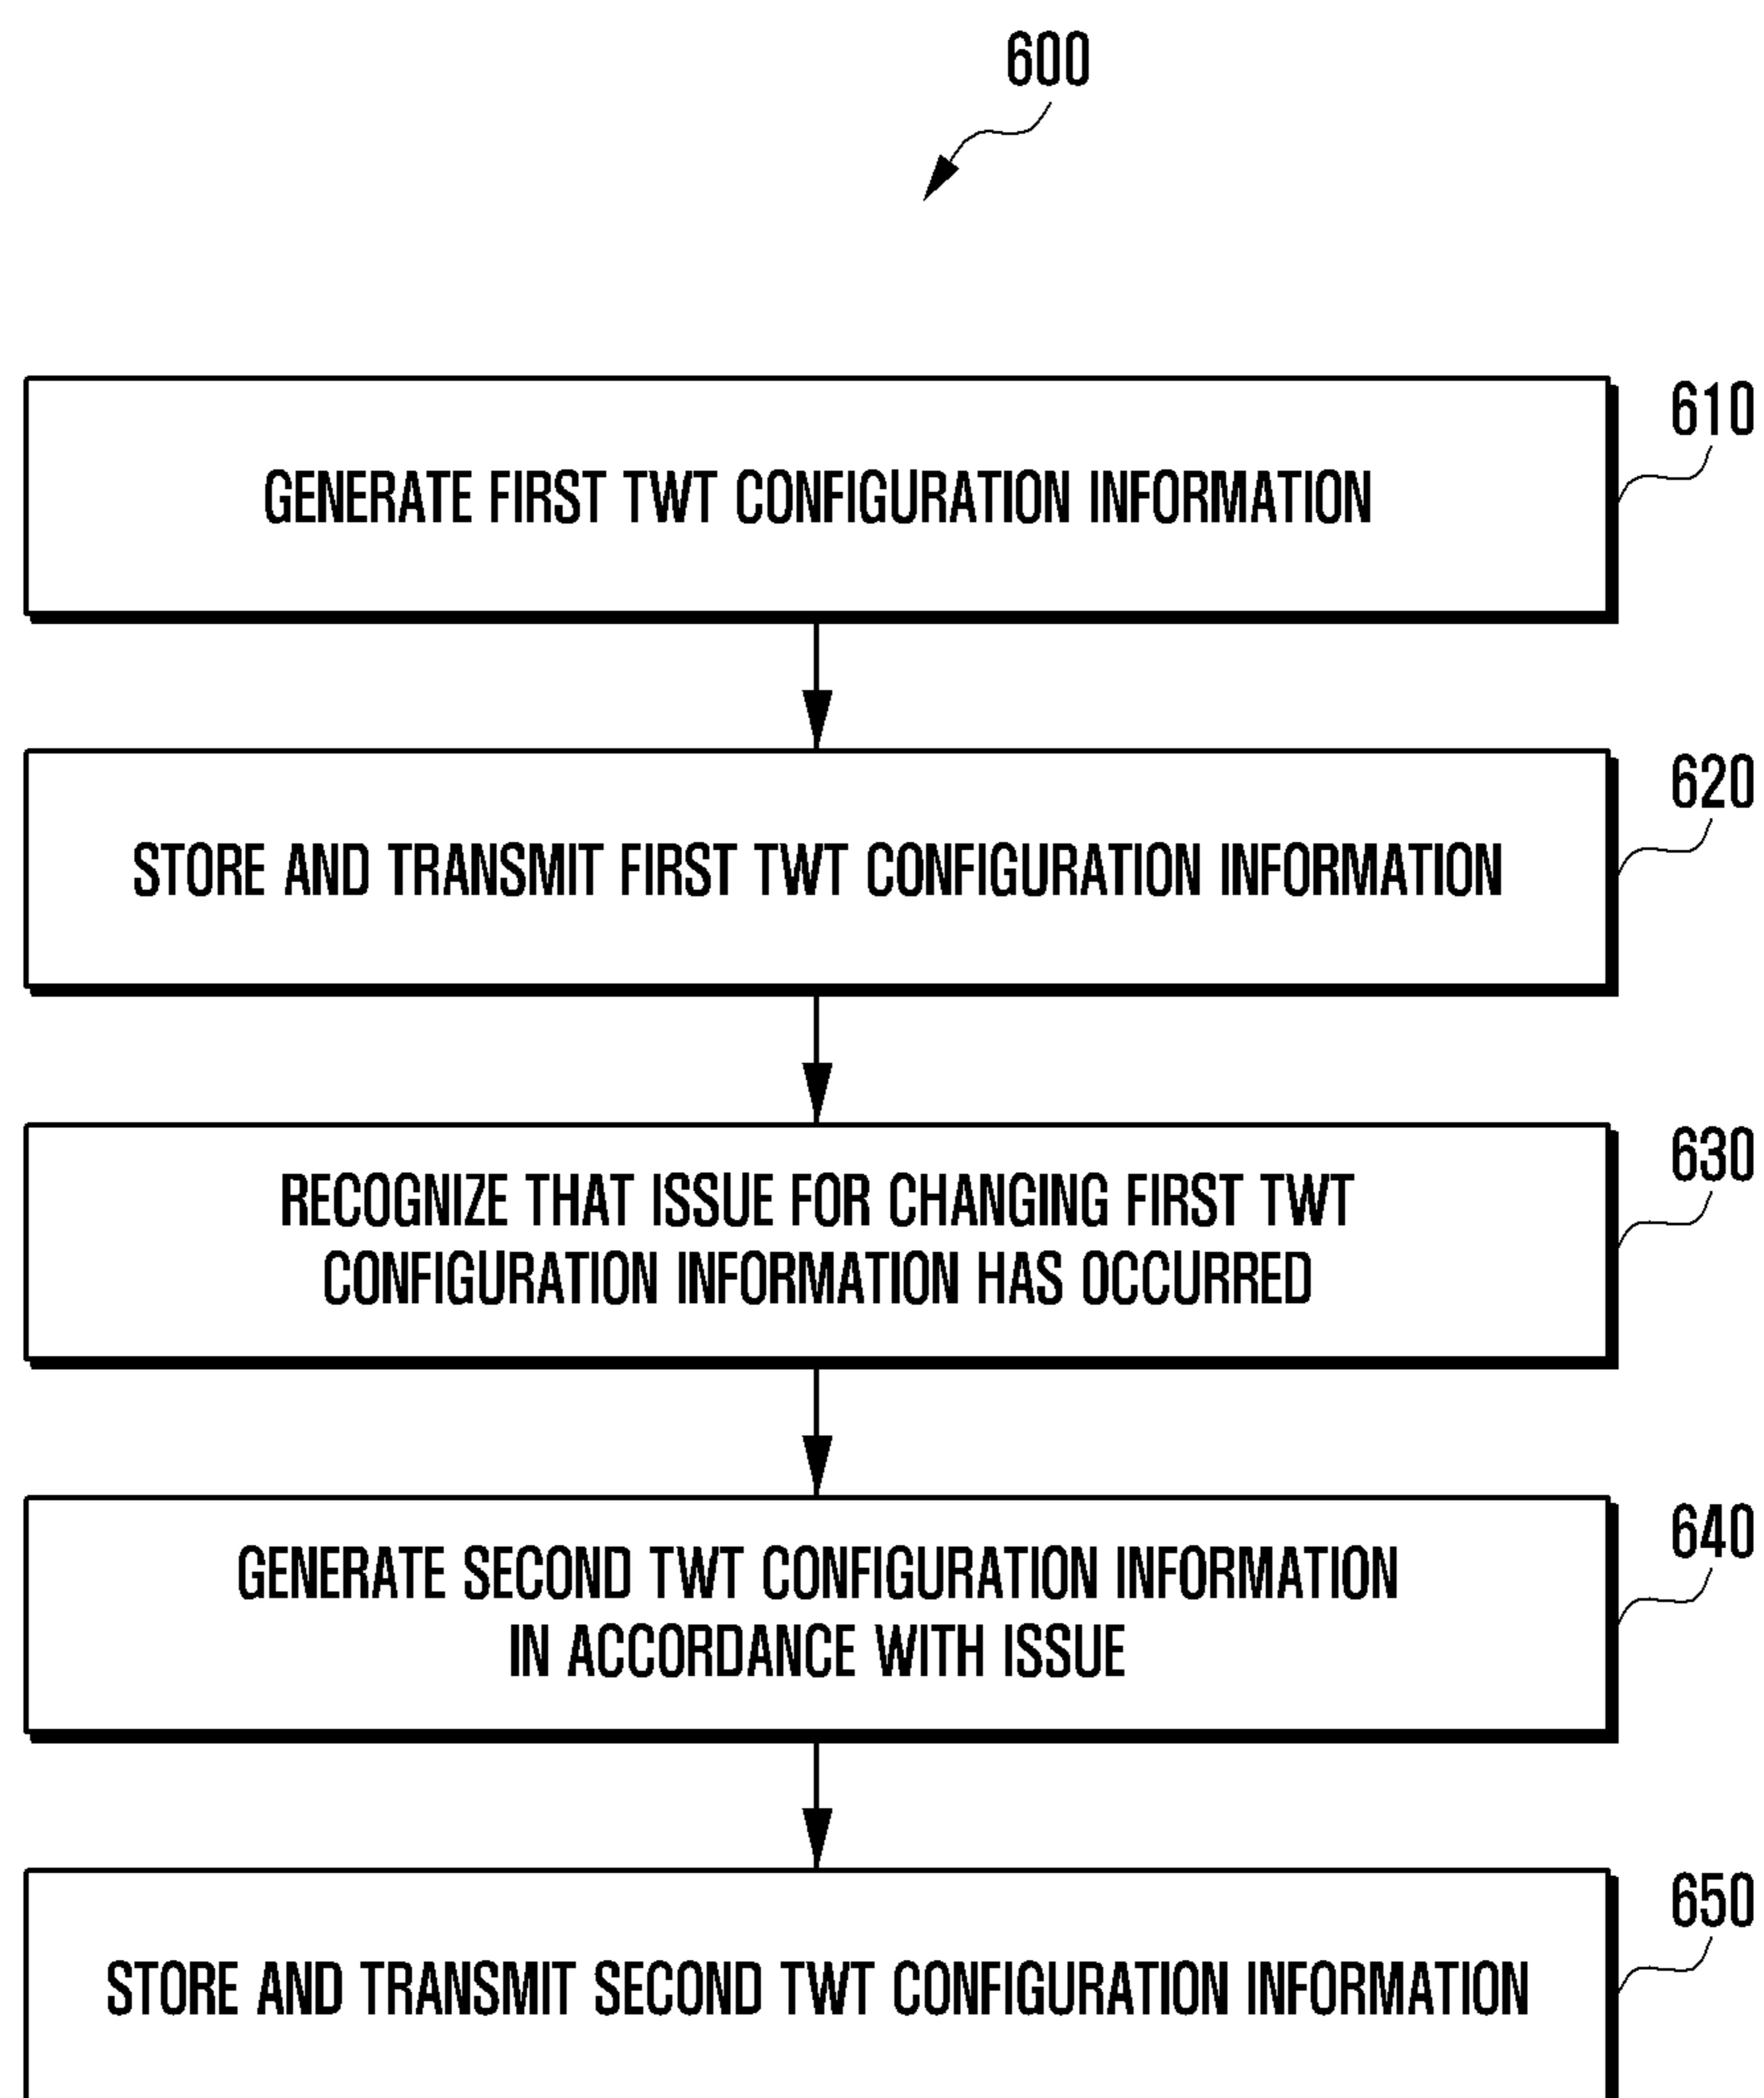 600
610
GENERATE FIRST TWT CONFIGURATION INFORMATION
620
STORE AND TRANSMIT FIRST TWT CONFIGURATION INFORMATION
630
RECOGNIZE THAT ISSUE FOR CHANGING FIRST TWT
CONFIGURATION INFORMATION HAS OCCURRED
640
GENERATE SECOND TWT CONFIGURATION INFORMATION
IN ACCORDANCE WITH ISSUE
650
STORE AND TRANSMIT SECOND TWT CONFIGURATION INFORMATION